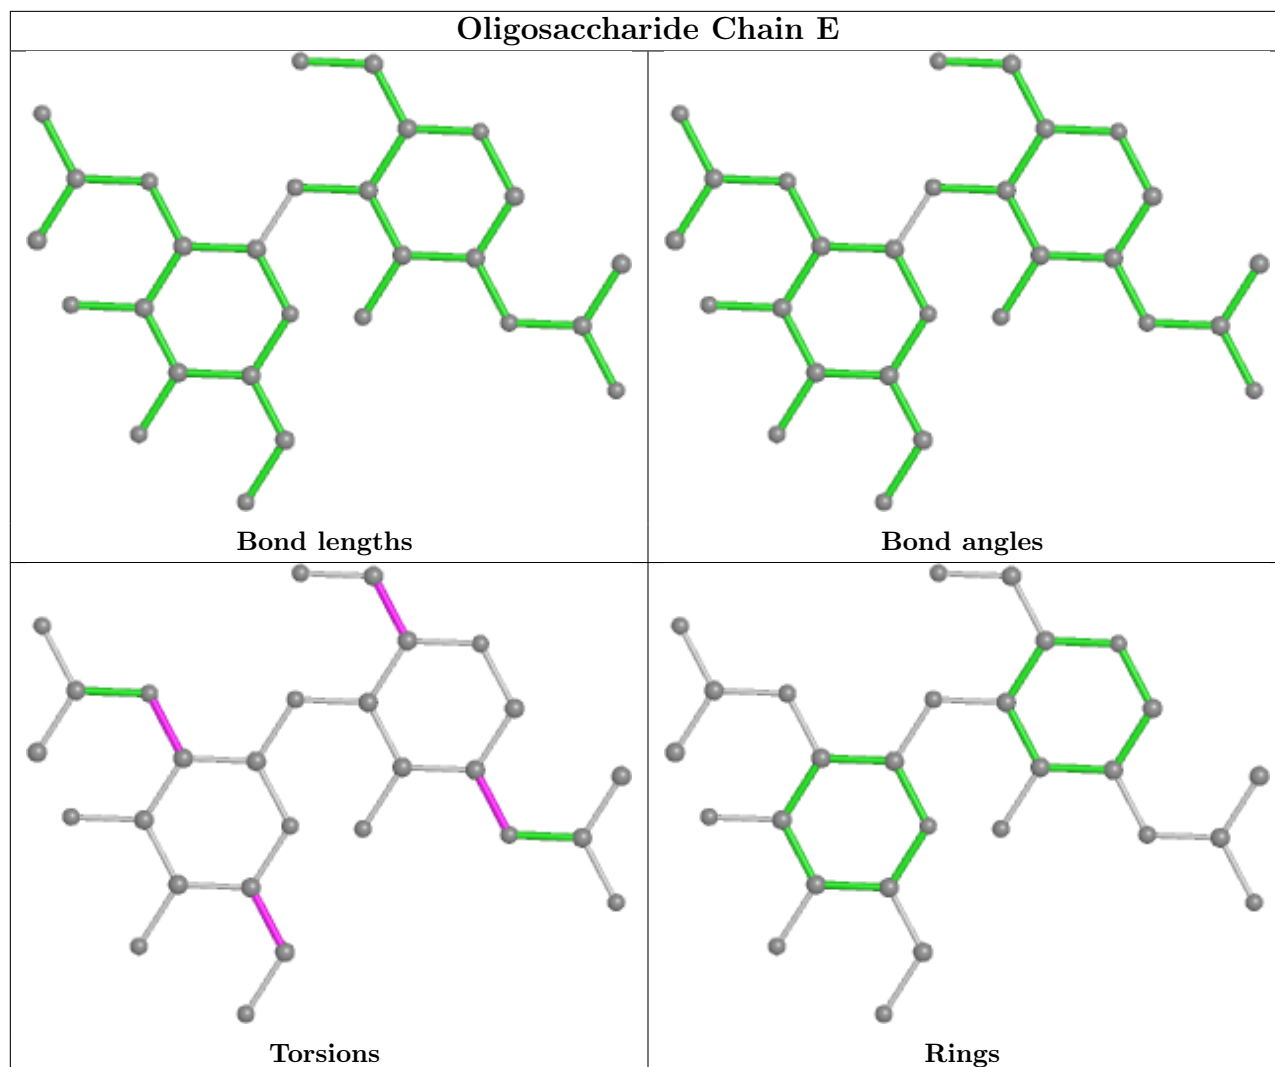 Oligosaccharide Chain E
Bond lengths
Bond angles
Torsions
Rings